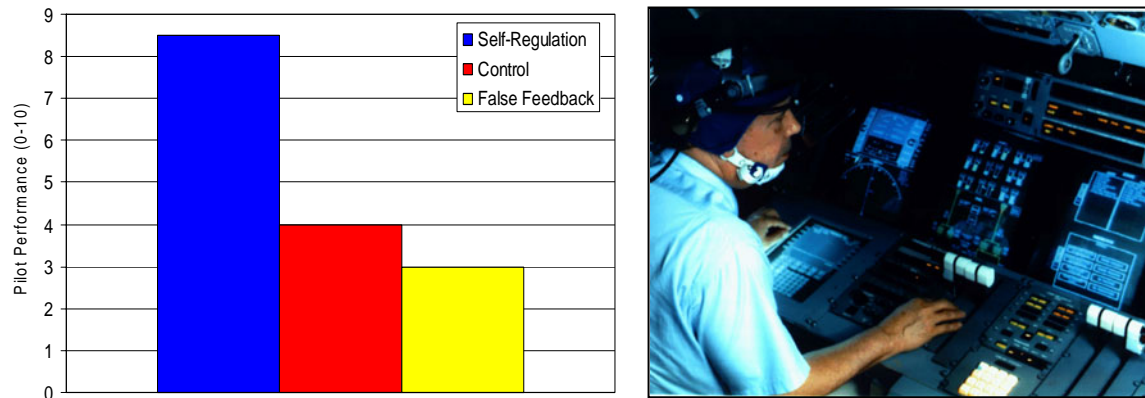 9
8
7
6
5
4
3
2
1
0
Pilot Performance (0-10)
Self-Regulation
Control
False Feedback